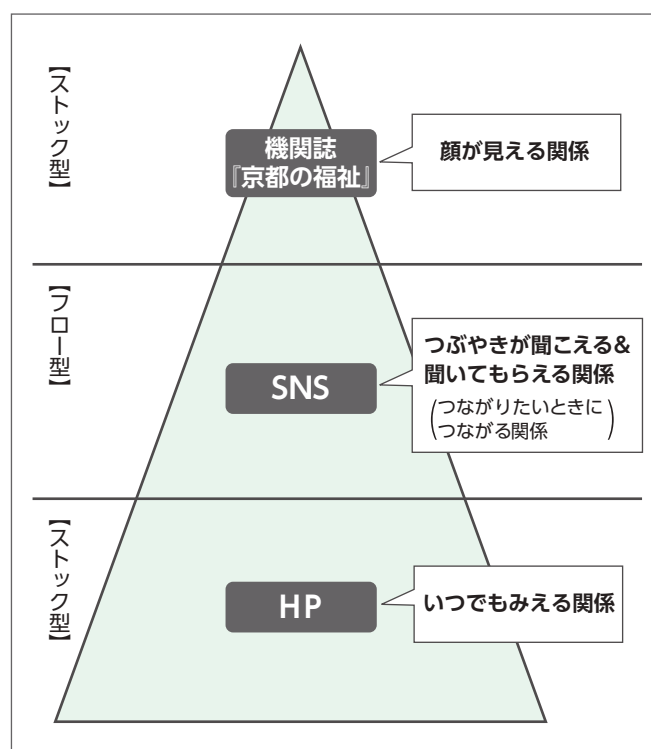 【ストック型】
機関誌
『京都の福祉』
顔が見える関係
【フロー型】
SNS
つぶやきが聞こえる&
聞いてもらえる関係
(つながりたいときに
つながる関係)
【ストック型】
HP
いつでもみえる関係